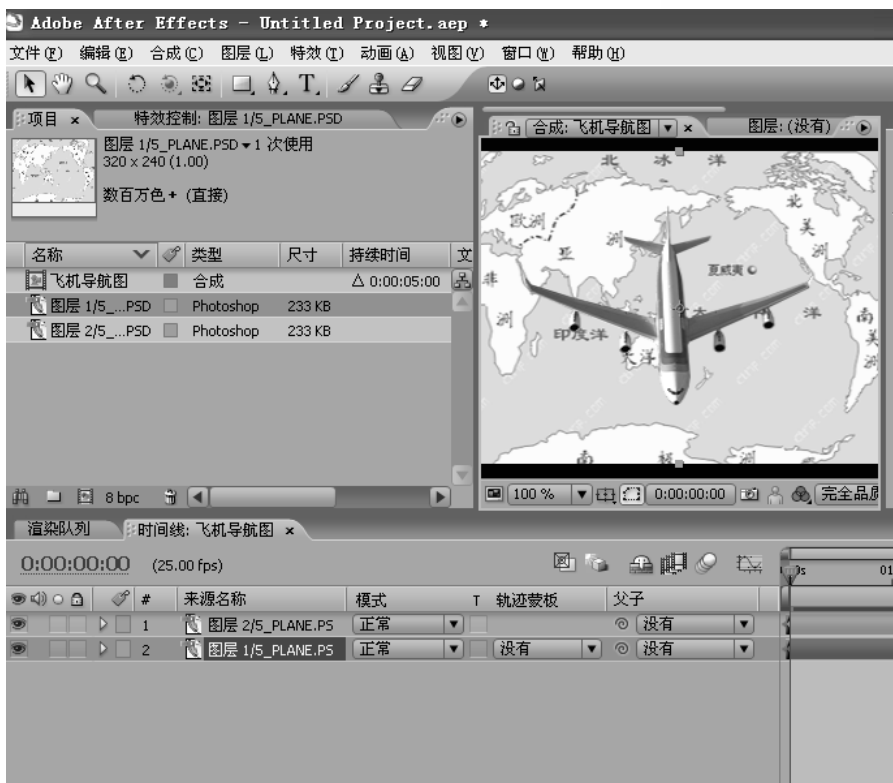 Adobe After Effects - Untitled Project.aep *
文件(F) 编辑(E) 合成(C) 图层(L) 特效(T) 动画(A) 视图(V) 窗口(W) 帮助(H)
项目 × 特效控制: 图层 1/5_PLANE.PSD
图层 1/5_PLANE.PSD ▾ 1 次使用
320 x 240 (1.00)
数百万色+ (直接)
名称 类型 尺寸 持续时间 文
飞机导航图 合成 Δ 0:00:05:00
图层 1/5_...PSD Photoshop 233 KB
图层 2/5_...PSD Photoshop 233 KB
8 bpc
合成: 飞机导航图 × 图层: (没有)
北 冰 洋
欧洲
北美洲
亚
洲
夏威夷
非
洲
印度洋
大洋
洋
南美洲
南 极 洲
100 % 0:00:00:00 完全品质
渲染队列 时间线: 飞机导航图 ×
0:00:00:00 (25.00 fps)
0s 01
# 来源名称 模式 T 轨迹蒙板 父子
1 图层 2/5_PLANE.PS 正常 没有
2 图层 1/5_PLANE.PS 正常 没有 没有